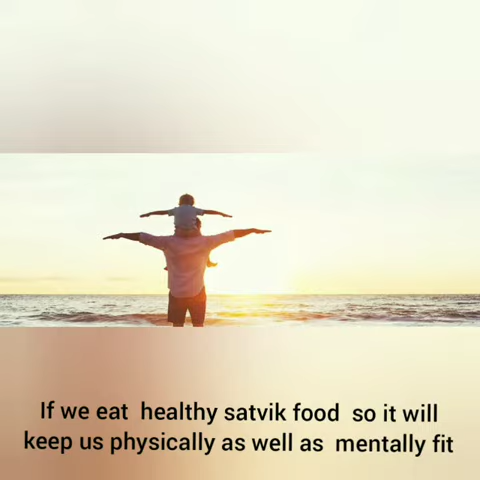 If we eat  healthy satvik food  so it will
keep us physically as well as  mentally fit